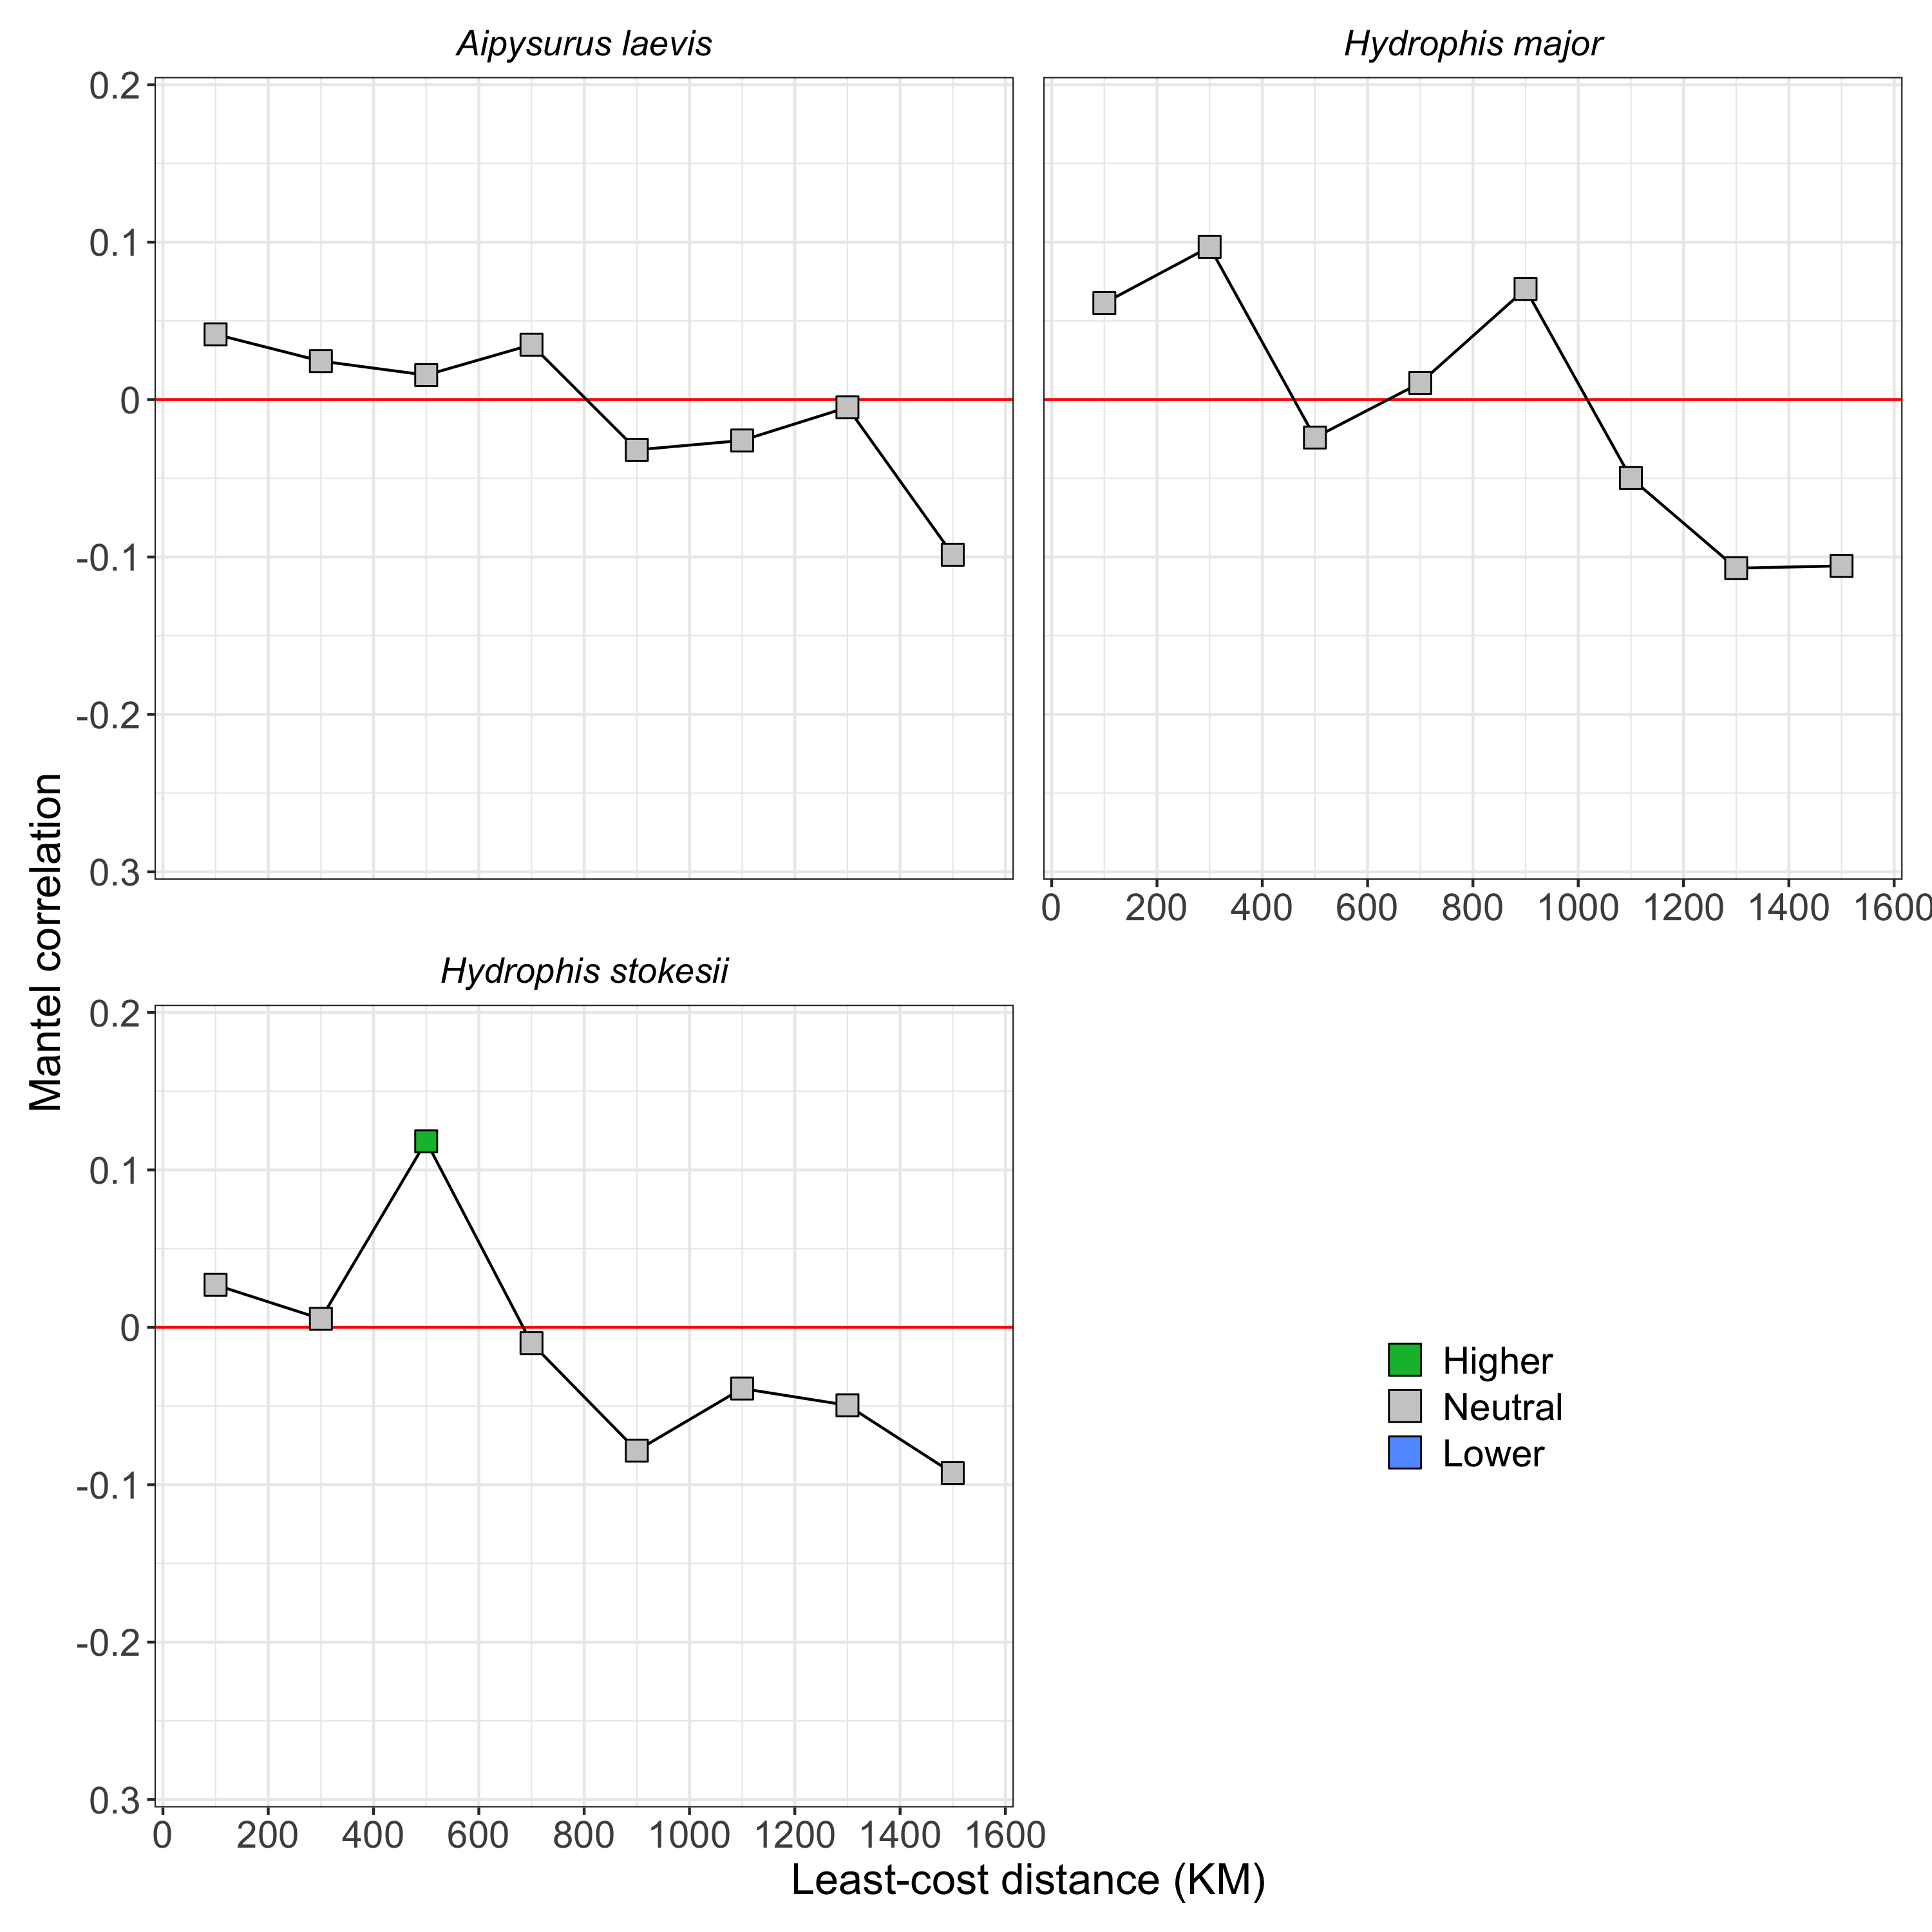 Aipysurus laevis
Hydrophis major
0.2
0.1
0
-0.1
-0.2
0.3
0 200 400 600 800 1000 1200 1400 1600
Mantel correlation
Hydrophis stokesii
0.2
0.1
0
-0.1
-0.2
0.3
0 200 400 600 800 1000 1200 1400 1600
Higher
Neutral
Lower
Least-cost distance (KM)